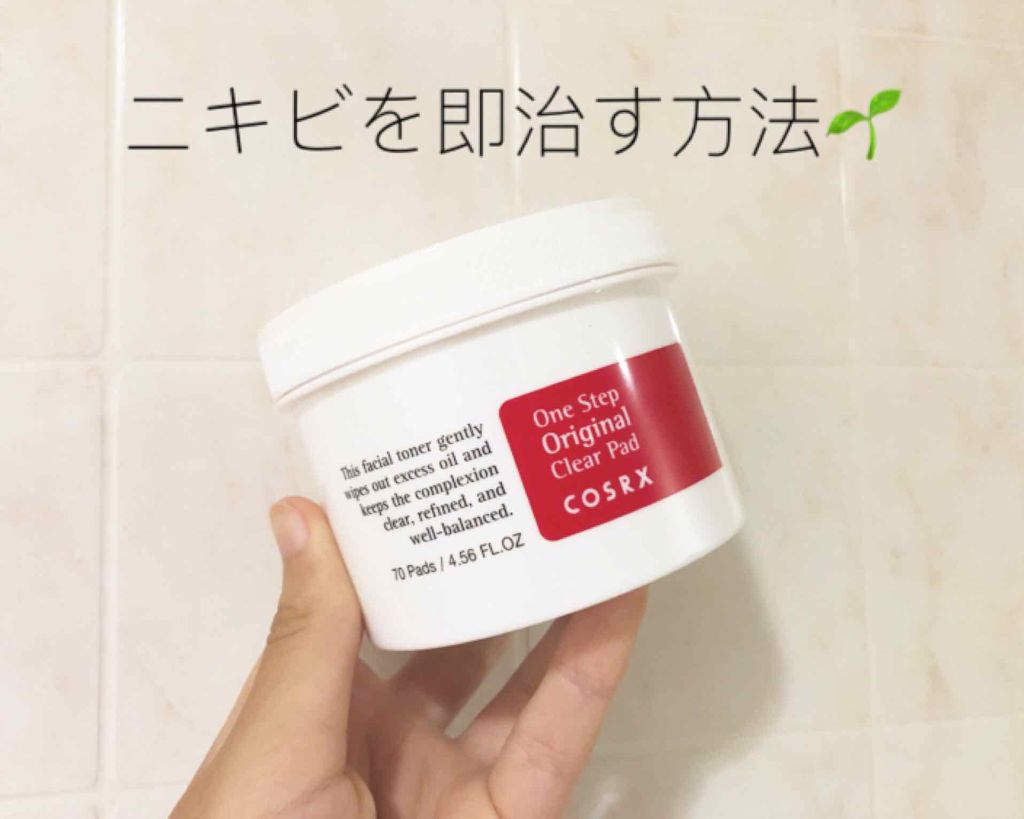 ニキビを即治す方法🌱
This facial toner gently
wipes out excess oil and
keeps the complexion
clear, refined, and
well-balanced.
70 Pads / 4.56 FL.OZ
One Step
Original
Clear Pad
COSRX